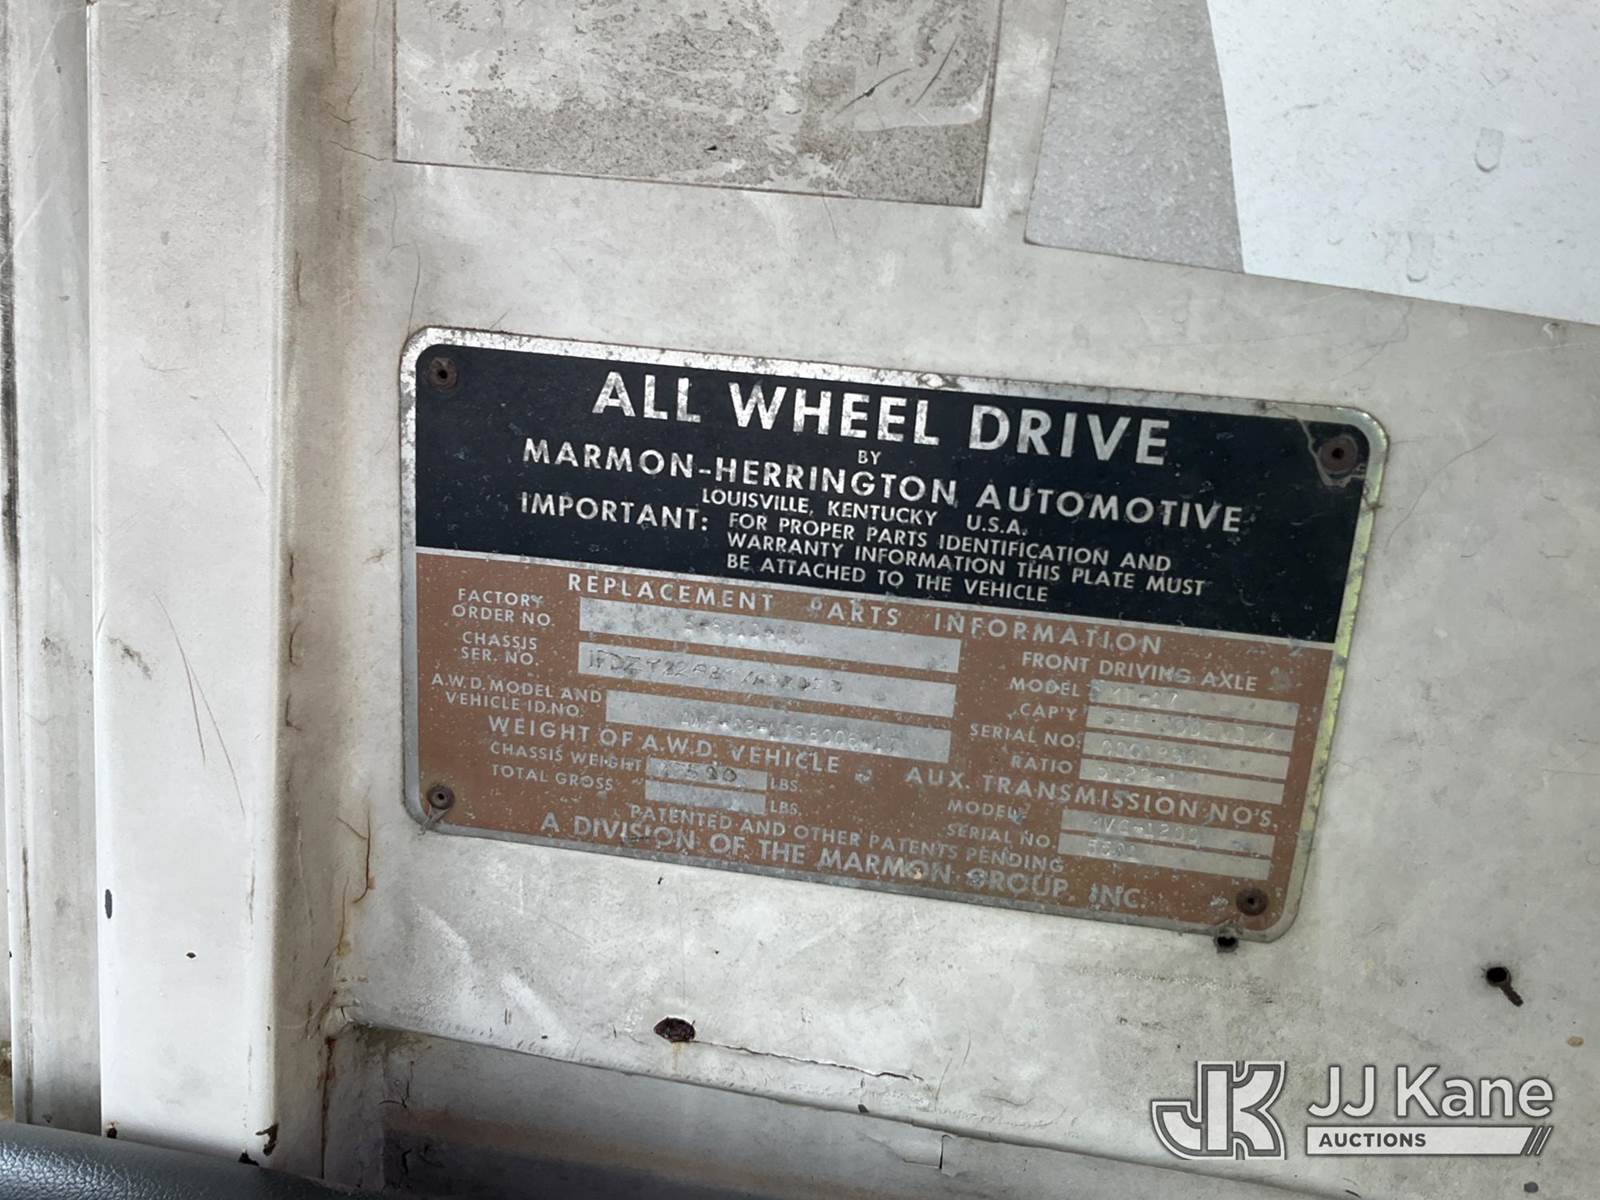 ALL WHEEL DRIVE
BY
MARMON-HERRINGTON AUTOMOTIVE
LOUISVILLE, KENTUCKY U.S.A.
IMPORTANT: FOR PROPER PARTS IDENTIFICATION AND
WARRANTY INFORMATION THIS PLATE MUST
BE ATTACHED TO THE VEHICLE
REPLACEMENT PARTS INFORMATION
FACTORY
ORDER NO.
CHASSIS
SER. NO.
A.W.D. MODEL AND
VEHICLE ID. NO.
FRONT DRIVING AXLE
MODEL
CAP'Y
SERIAL NO.
RATIO
WEIGHT OF A.W.D. VEHICLE
CHASSIS WEIGHT LBS.
TOTAL GROSS LBS.
AUX. TRANSMISSION NO'S.
MODEL MVG-1200
SERIAL NO.
PATENTED AND OTHER PATENTS PENDING
A DIVISION OF THE MARMON GROUP, INC.
JK JJ Kane
AUCTIONS